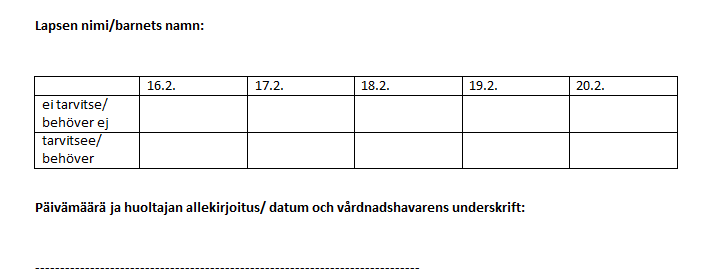 Lapsen nimi/barnets namn:
16.2. 17.2. 18.2. 19.2. 20.2.
ei tarvitse/
behöver ej
tarvitsee/
behöver
Päivämäärä ja huoltajan allekirjoitus/ datum och vårdnadshavarens underskrift:
-----------------------------------------------------------------------------